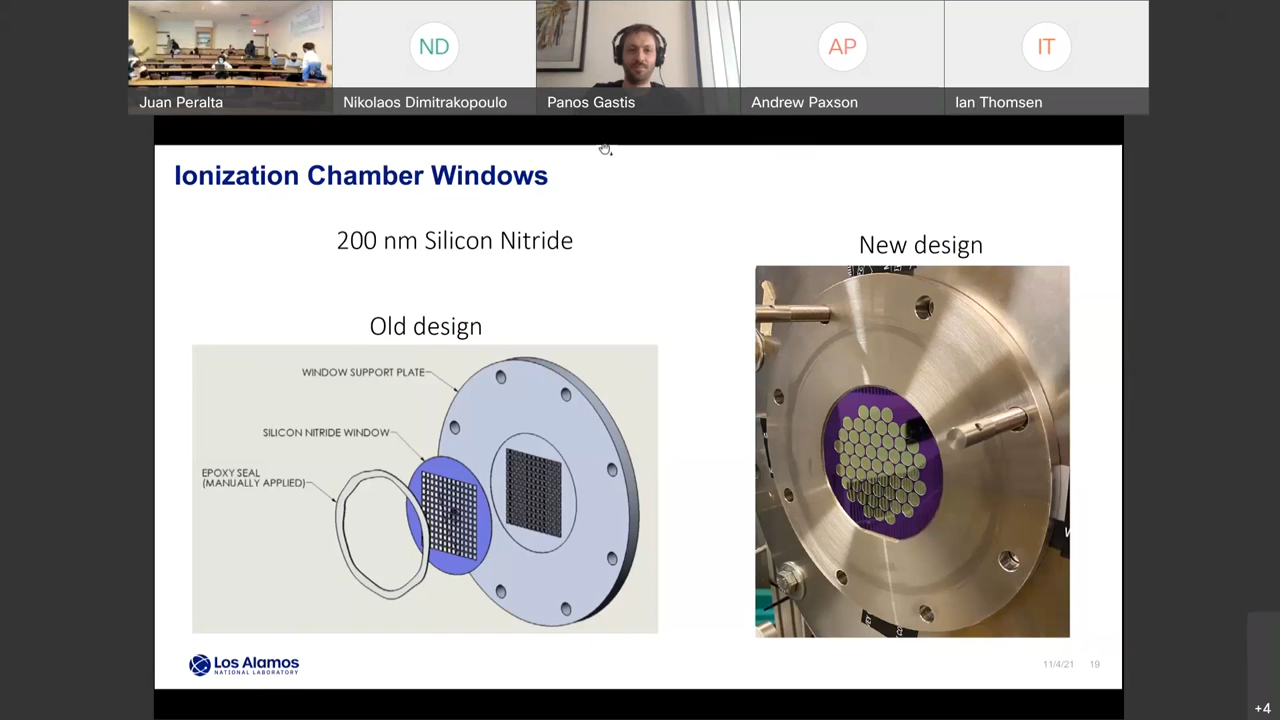 ND
AP
IT
Juan Peralta
Nikolaos Dimitrakopoulo
Panos Gastis
Andrew Paxson
Ian Thomsen
Ionization Chamber Windows
200 nm Silicon Nitride
New design
Old design
WINDOW SUPPORT PLATE
SILICON NITRIDE WINDOW
EPOXY SEAL
(MANUALLY APPLIED)
Los Alamos
NATIONAL LABORATORY
11/4/21
19
+4